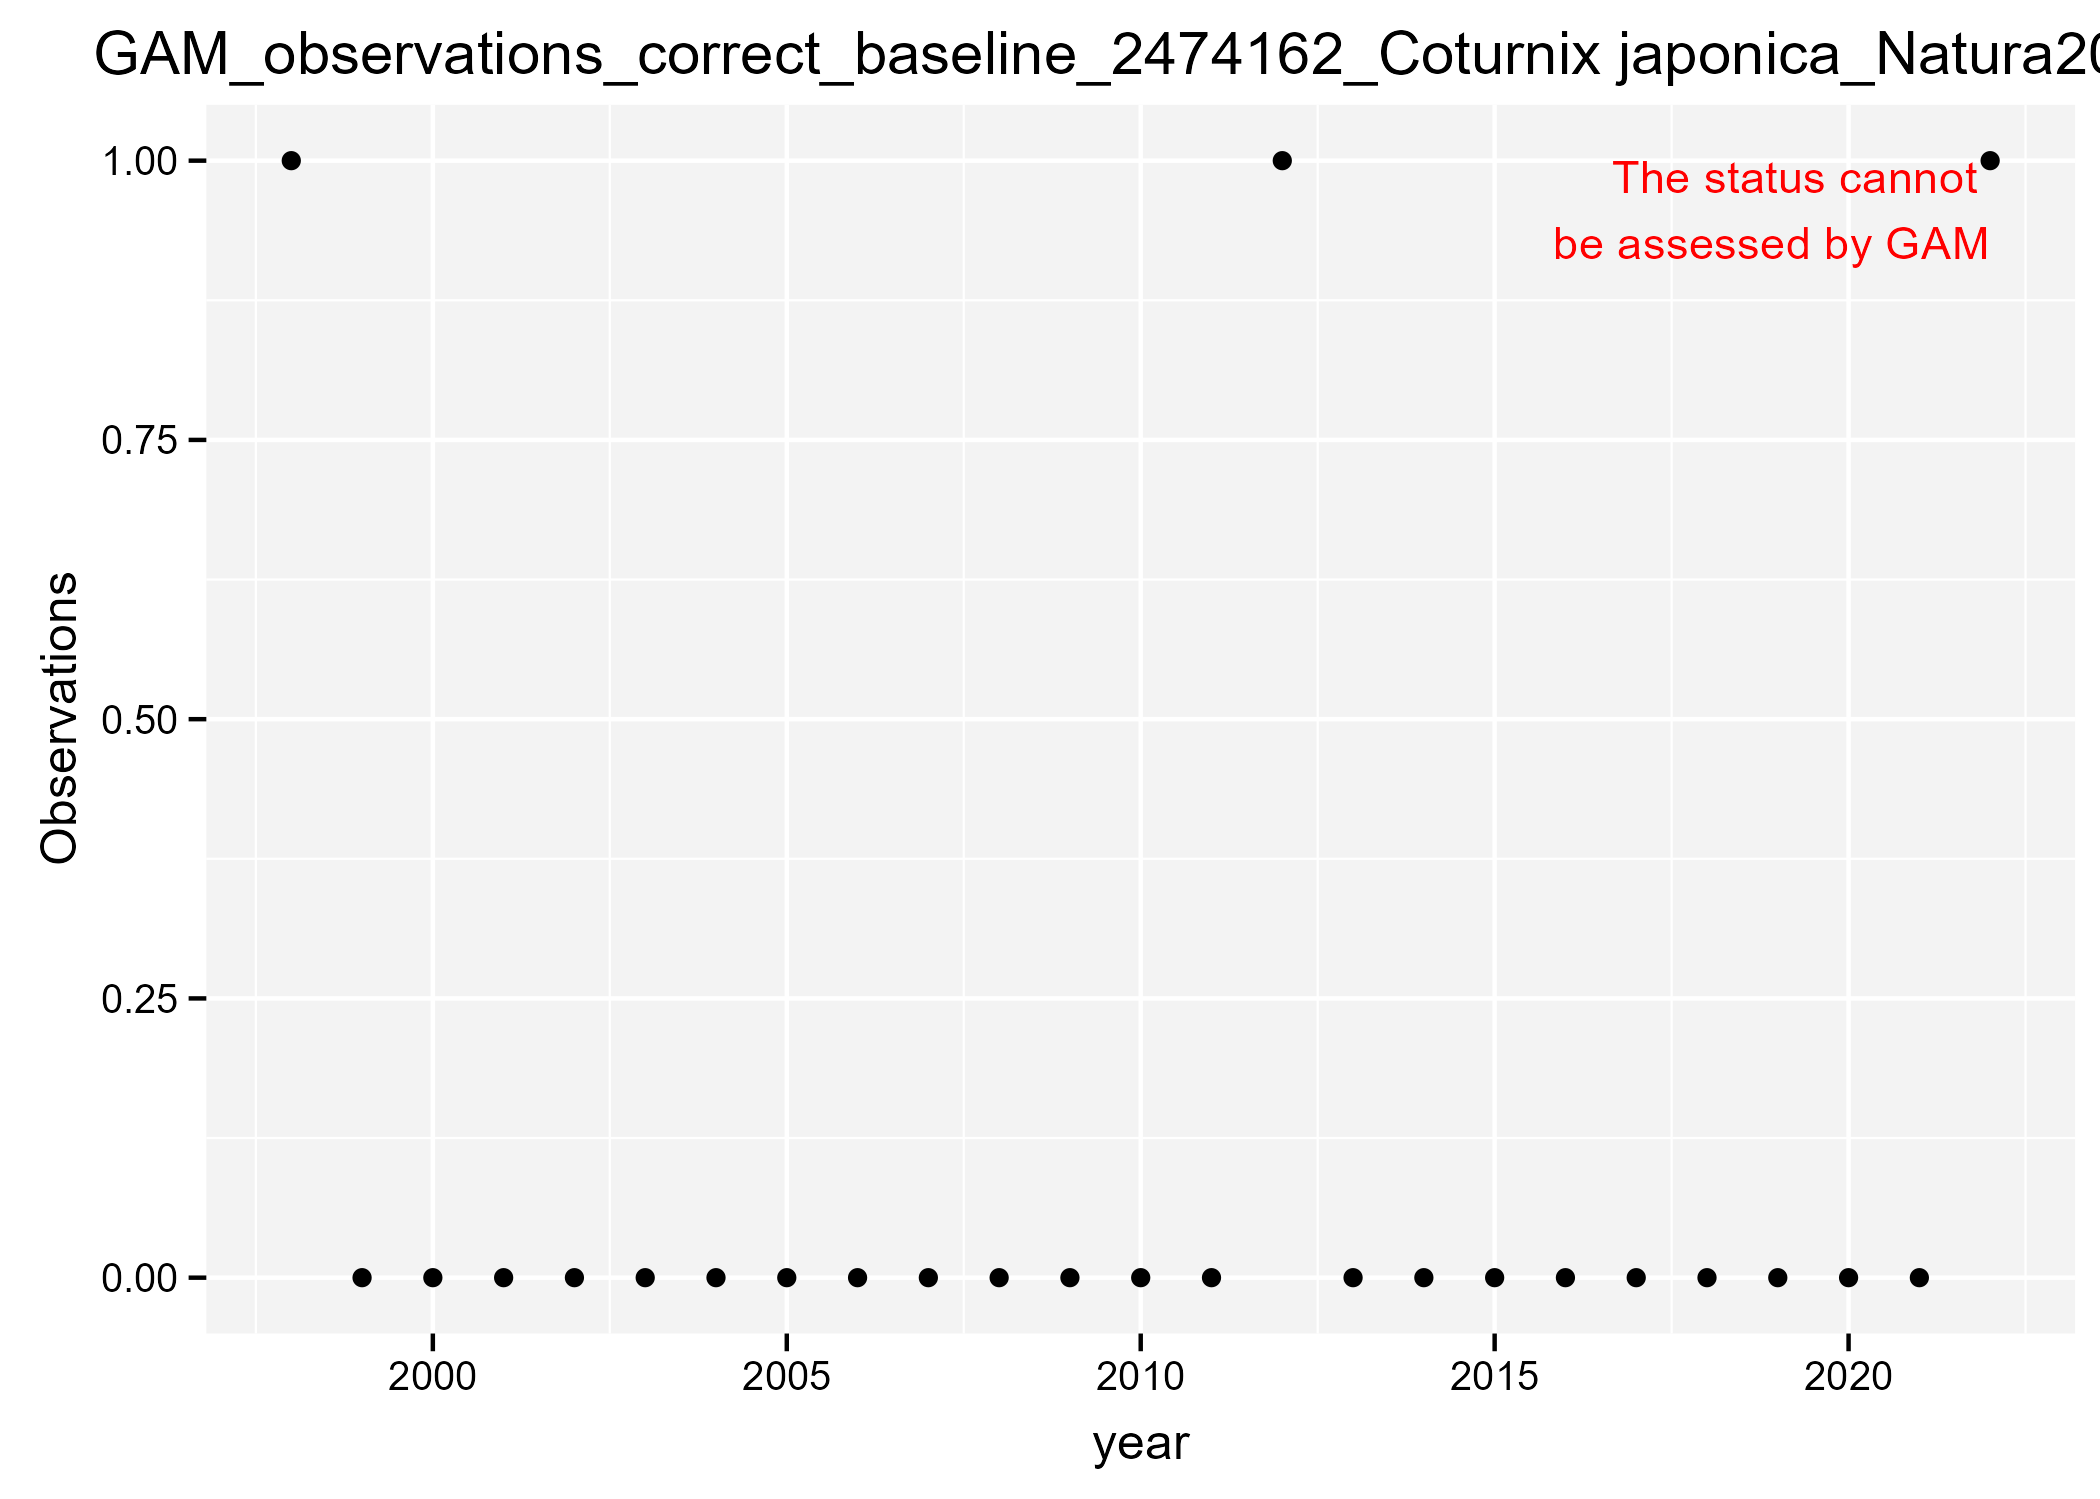 GAM_observations_correct_baseline_2474162_Coturnix japonica_Natura20
1.00
The status cannot
be assessed by GAM
0.75
0.50
0.25
0.00
Observations
2000 2005 2010 2015 2020
year